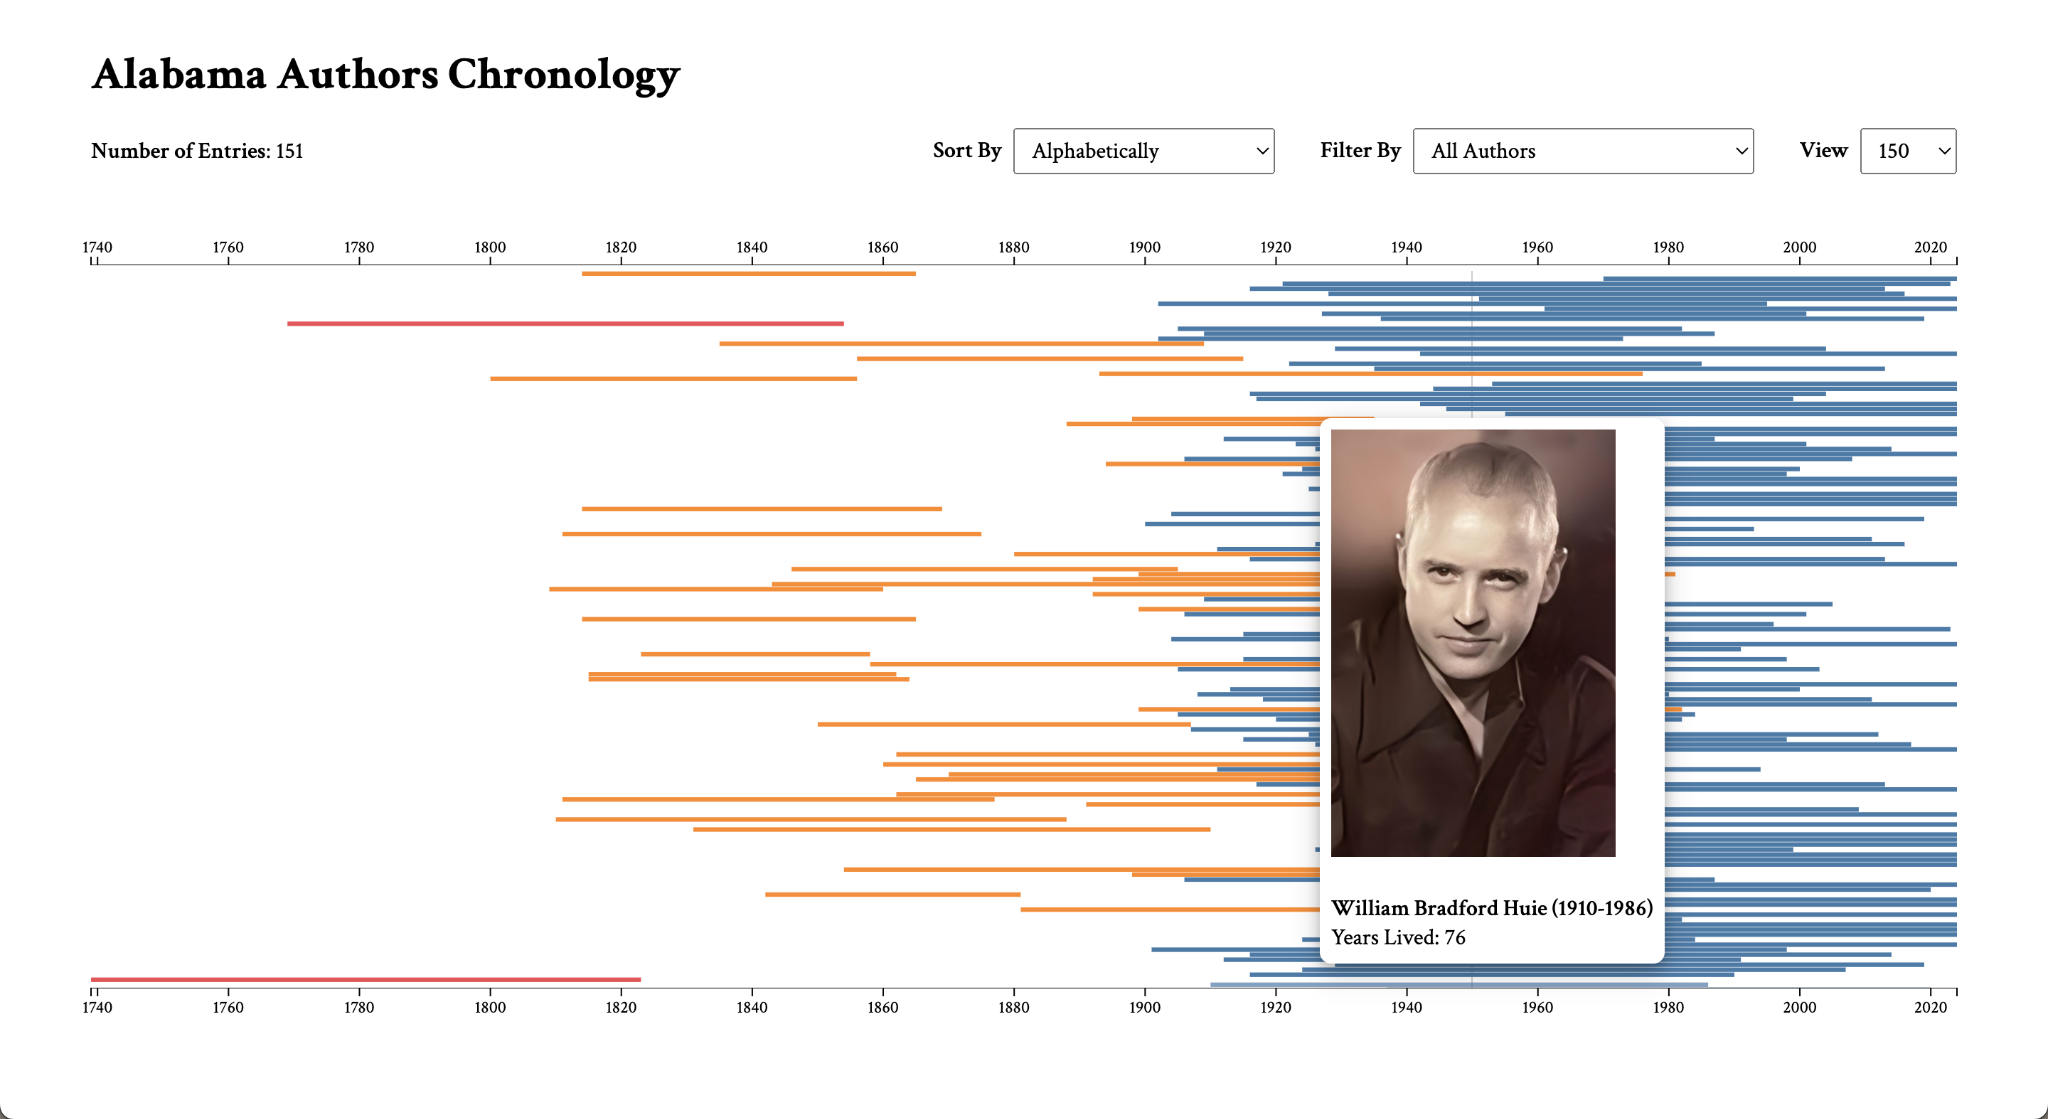 Alabama Authors Chronology
Number of Entries: 151
Sort By Alphabetically Filter By All Authors View 150
1740 1760 1780 1800 1820 1840 1860 1880 1900 1920 1940 1960 1980 2000 2020
William Bradford Huie (1910-1986)
Years Lived: 76
1740 1760 1780 1800 1820 1840 1860 1880 1900 1920 1940 1960 1980 2000 2020